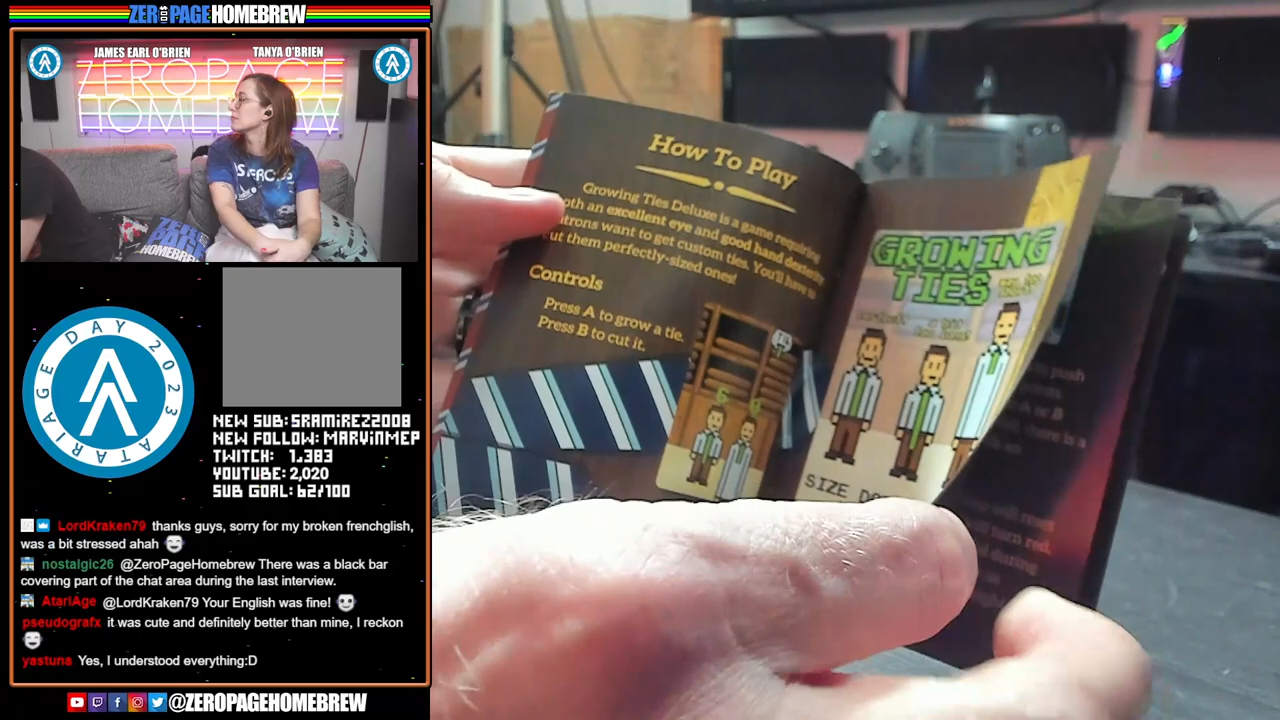 ZERO PAGE HOMEBREW
JAMES EARL O'BRIEN
TANYA O'BRIEN
ZEROPAGE
HOMEBREW
ATARIAGE DAY 2023
NEW SUB: SRAMIREZ2008
NEW FOLLOW: MARVINMEP
TWITCH: 1,383
YOUTUBE: 2,020
SUB GOAL: 62/100
LordKraken79 thanks guys, sorry for my broken frenchglish,
was a bit stressed ahah
nostalgic26 @ZeroPageHomebrew There was a black bar
covering part of the chat area during the last interview.
AtariAge @LordKraken79 Your English was fine!
pseudografx it was cute and definitely better than mine, I reckon
yastuna Yes, I understood everything:D
@ZEROPAGEHOMEBREW
How To Play
Growing Ties Deluxe is a game requiring
both an excellent eye and good hand dexterity
Patrons want to get custom ties. You'll have to
cut them perfectly-sized ones!
Controls
Press A to grow a tie.
Press B to cut it.
GROWING
TIES
SIZE